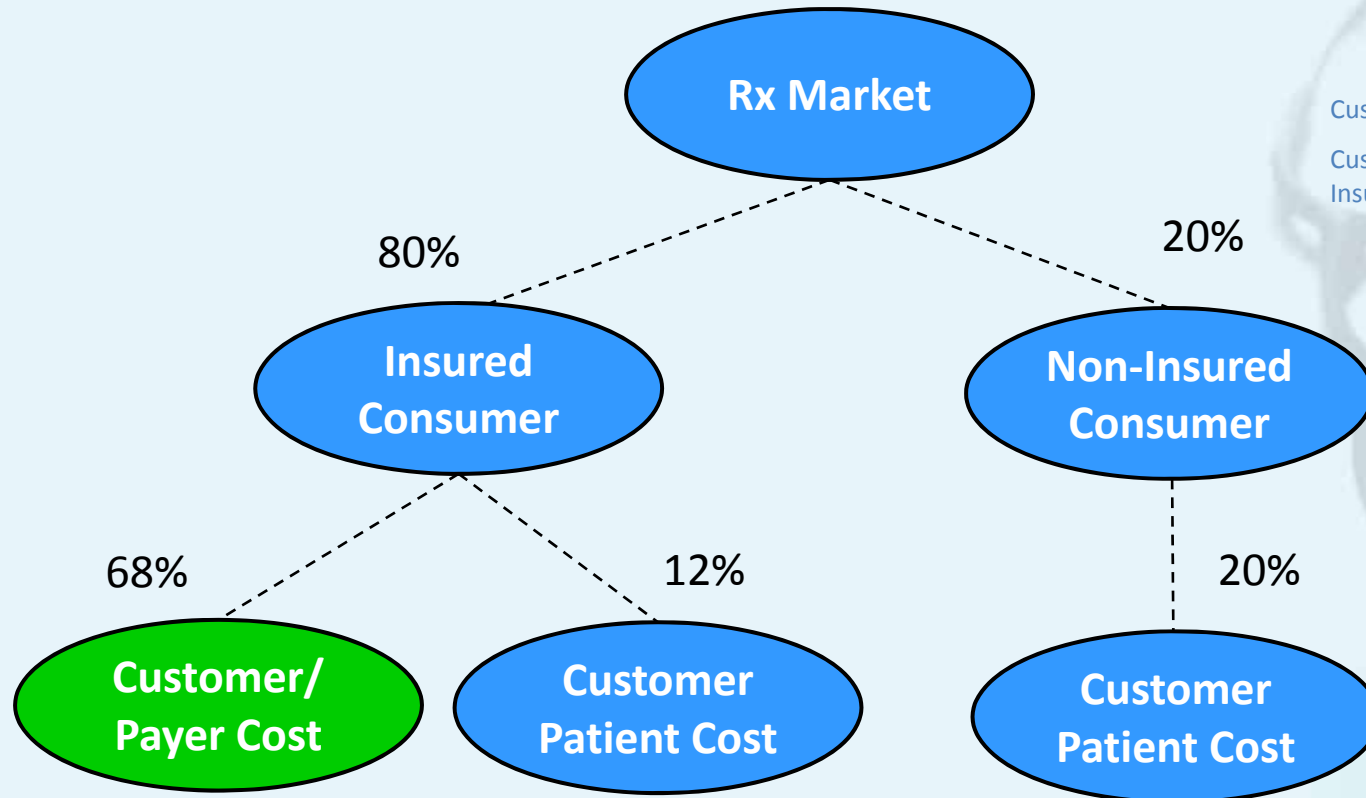 Rx Market
80%
20%
Insured
Consumer
Non-Insured
Consumer
68%
12%
20%
Customer/
Payer Cost
Customer
Patient Cost
Customer
Patient Cost